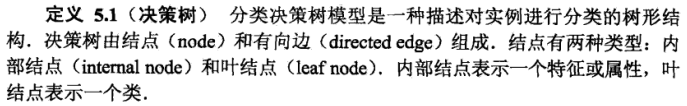 定义 5.1（决策树） 分类决策树模型是一种描述对实例进行分类的树形结
构．决策树由结点（node）和有向边（directed edge）组成．结点有两种类型：内
部结点（internal node）和叶结点（leaf node）．内部结点表示一个特征或属性，叶
结点表示一个类．